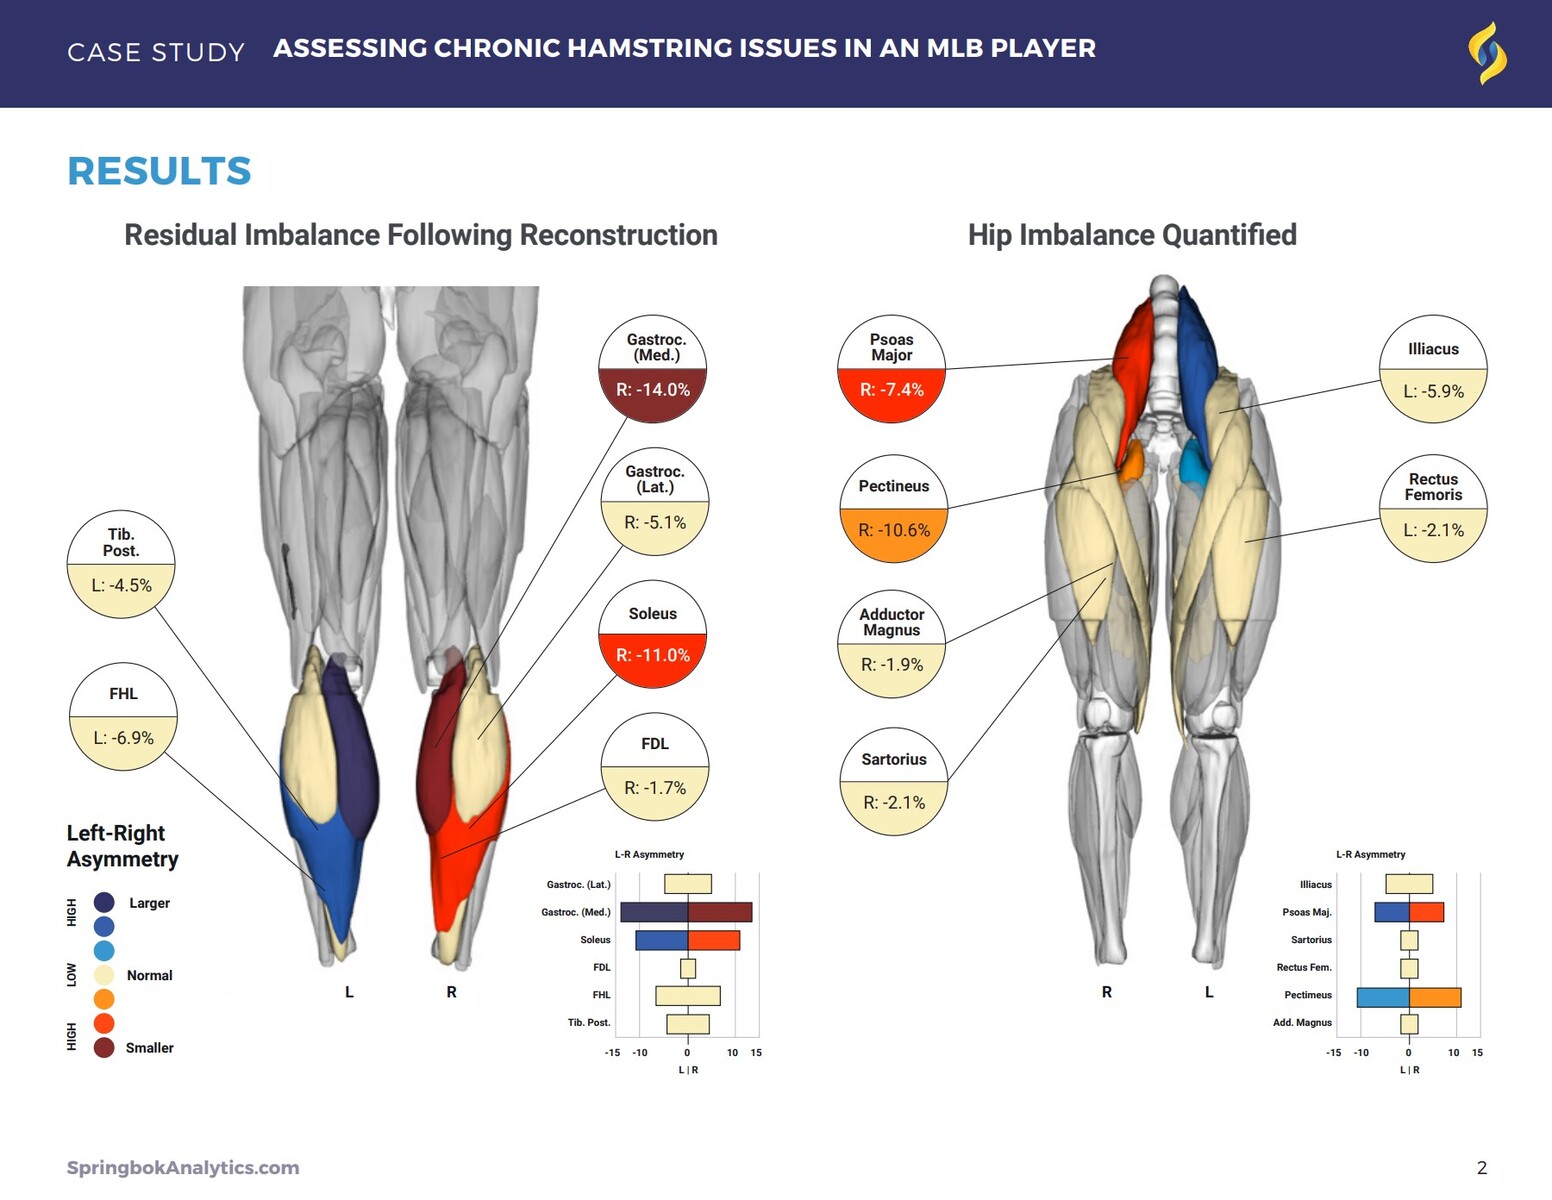 CASE STUDY ASSESSING CHRONIC HAMSTRING ISSUES IN AN MLB PLAYER
RESULTS
Residual Imbalance Following Reconstruction
Gastroc.
(Med.)
R: -14.0%
Gastroc.
(Lat.)
R: -5.1%
Tib.
Post.
L: -4.5%
Soleus
R: -11.0%
FHL
L: -6.9%
FDL
R: -1.7%
Left-Right
Asymmetry
HIGH
LOW
HIGH
Larger
Normal
Smaller
L
R
L-R Asymmetry
Gastroc. (Lat.)
Gastroc. (Med.)
Soleus
FDL
FHL
Tib. Post.
-15 -10 0 10 15
L | R
Hip Imbalance Quantified
Psoas
Major
R: -7.4%
Illiacus
L: -5.9%
Pectineus
R: -10.6%
Rectus
Femoris
L: -2.1%
Adductor
Magnus
R: -1.9%
Sartorius
R: -2.1%
R
L
L-R Asymmetry
Illiacus
Psoas Maj.
Sartorius
Rectus Fem.
Pectimeus
Add. Magnus
-15 -10 0 10 15
L | R
SpringbokAnalytics.com
2